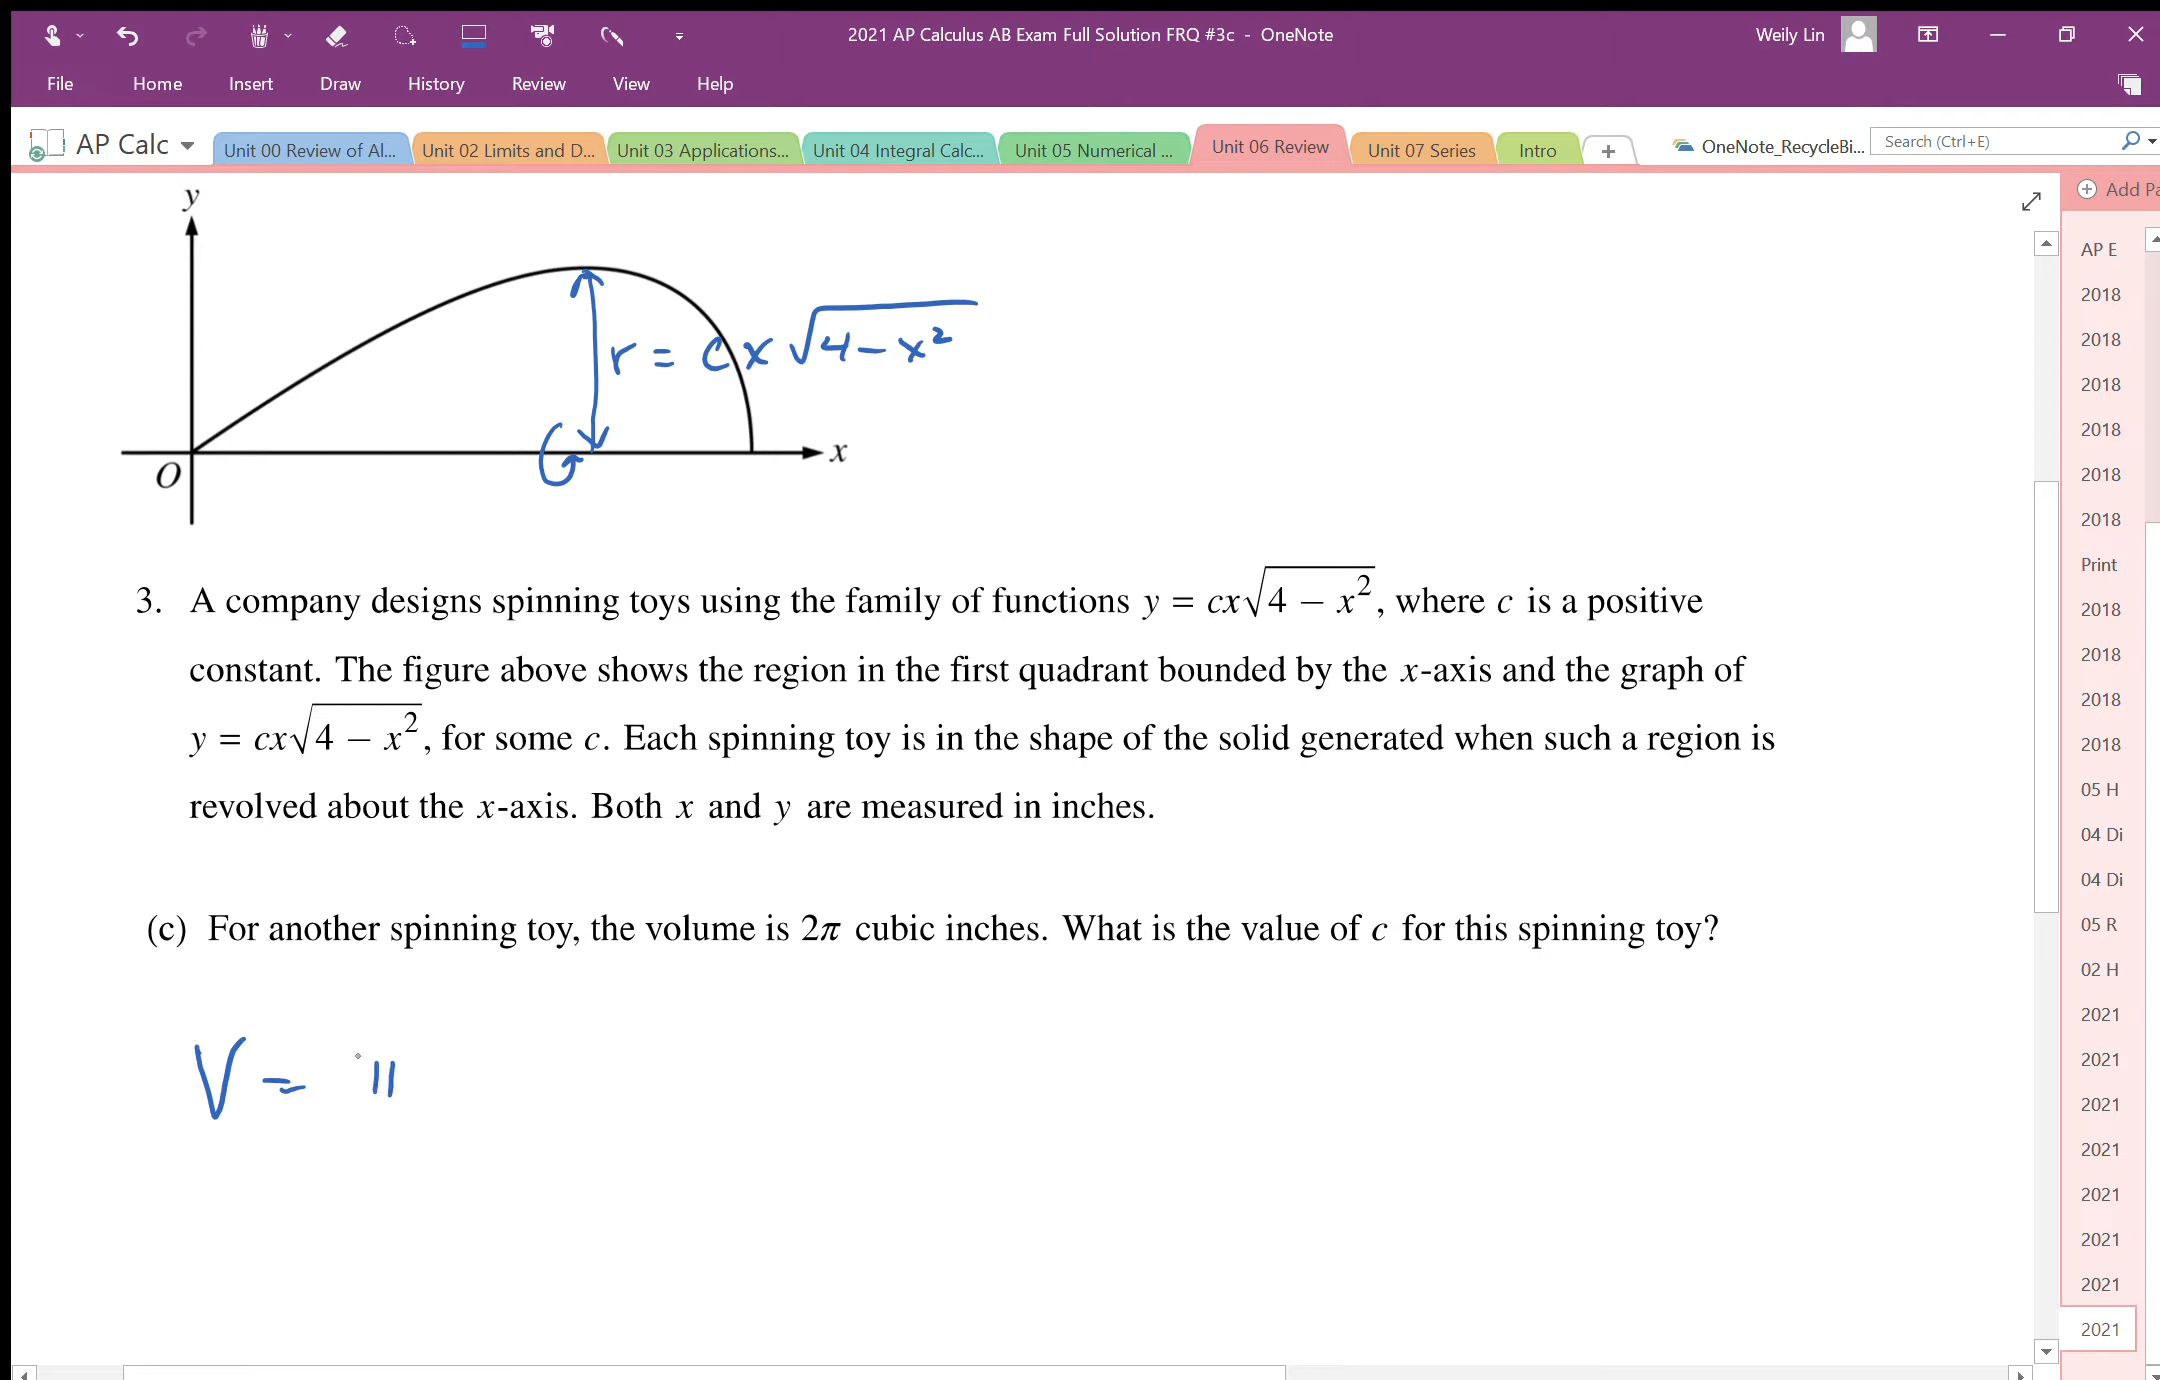 2021 AP Calculus AB Exam Full Solution FRQ #3c - OneNote
Weily Lin
File Home Insert Draw History Review View Help
AP Calc
Unit 00 Review of Al...
Unit 02 Limits and D...
Unit 03 Applications...
Unit 04 Integral Calc...
Unit 05 Numerical ...
Unit 06 Review
Unit 07 Series
Intro
+
OneNote_RecycleBi...
Search (Ctrl+E)
y
r = cx√(4 − x²)
x
O
3. A company designs spinning toys using the family of functions y = cx√(4 − x²), where c is a positive
constant. The figure above shows the region in the first quadrant bounded by the x-axis and the graph of
y = cx√(4 − x²), for some c. Each spinning toy is in the shape of the solid generated when such a region is
revolved about the x-axis. Both x and y are measured in inches.
(c) For another spinning toy, the volume is 2π cubic inches. What is the value of c for this spinning toy?
V =
Add Pa
AP E
2018
2018
2018
2018
2018
2018
Print
2018
2018
2018
2018
05 H
04 Di
04 Di
05 R
02 H
2021
2021
2021
2021
2021
2021
2021
2021